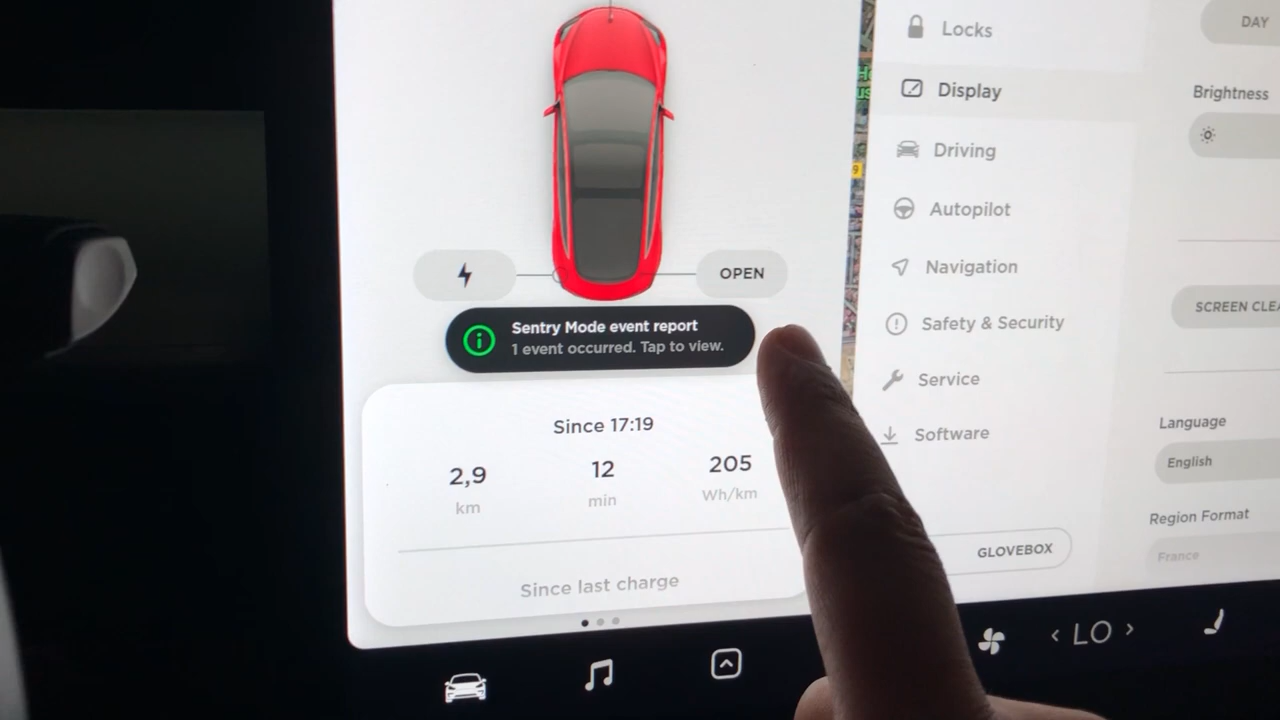 OPEN
Sentry Mode event report
1 event occurred. Tap to view.
Since 17:19
2,9
12
205
km
min
Wh/km
Since last charge
Locks
Display
Driving
Autopilot
Navigation
Safety & Security
Service
Software
GLOVEBOX
DAY
Brightness
SCREEN CLEA
Language
English
Region Format
France
9
LO